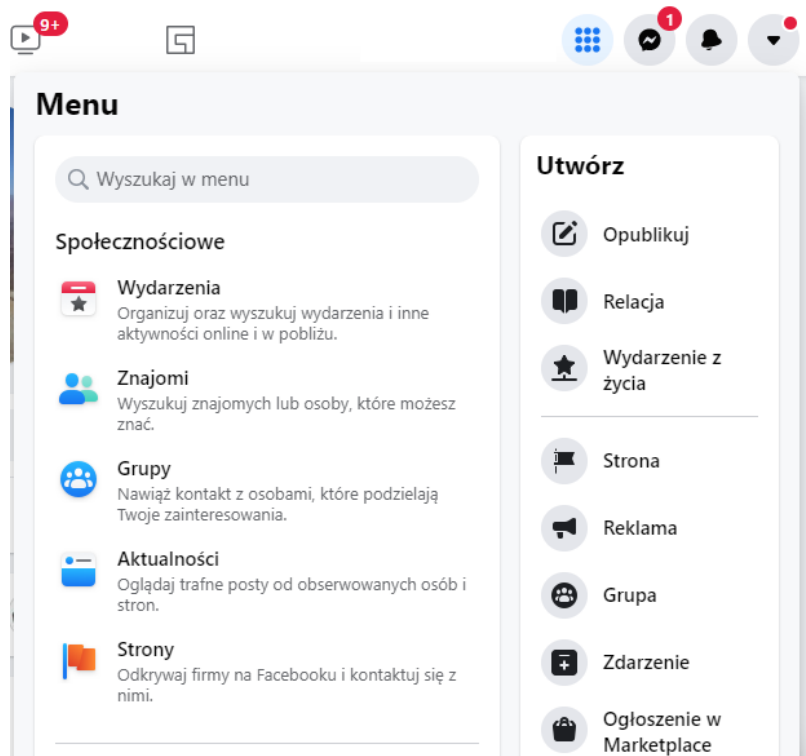 9+
1
Menu
Wyszukaj w menu
Społecznościowe
Wydarzenia
Organizuj oraz wyszukuj wydarzenia i inne
aktywności online i w pobliżu.
Znajomi
Wyszukuj znajomych lub osoby, które możesz
znać.
Grupy
Nawiąż kontakt z osobami, które podzielają
Twoje zainteresowania.
Aktualności
Oglądaj trafne posty od obserwowanych osób i
stron.
Strony
Odkrywaj firmy na Facebooku i kontaktuj się z
nimi.
Utwórz
Opublikuj
Relacja
Wydarzenie z
życia
Strona
Reklama
Grupa
Zdarzenie
Ogłoszenie w
Marketplace